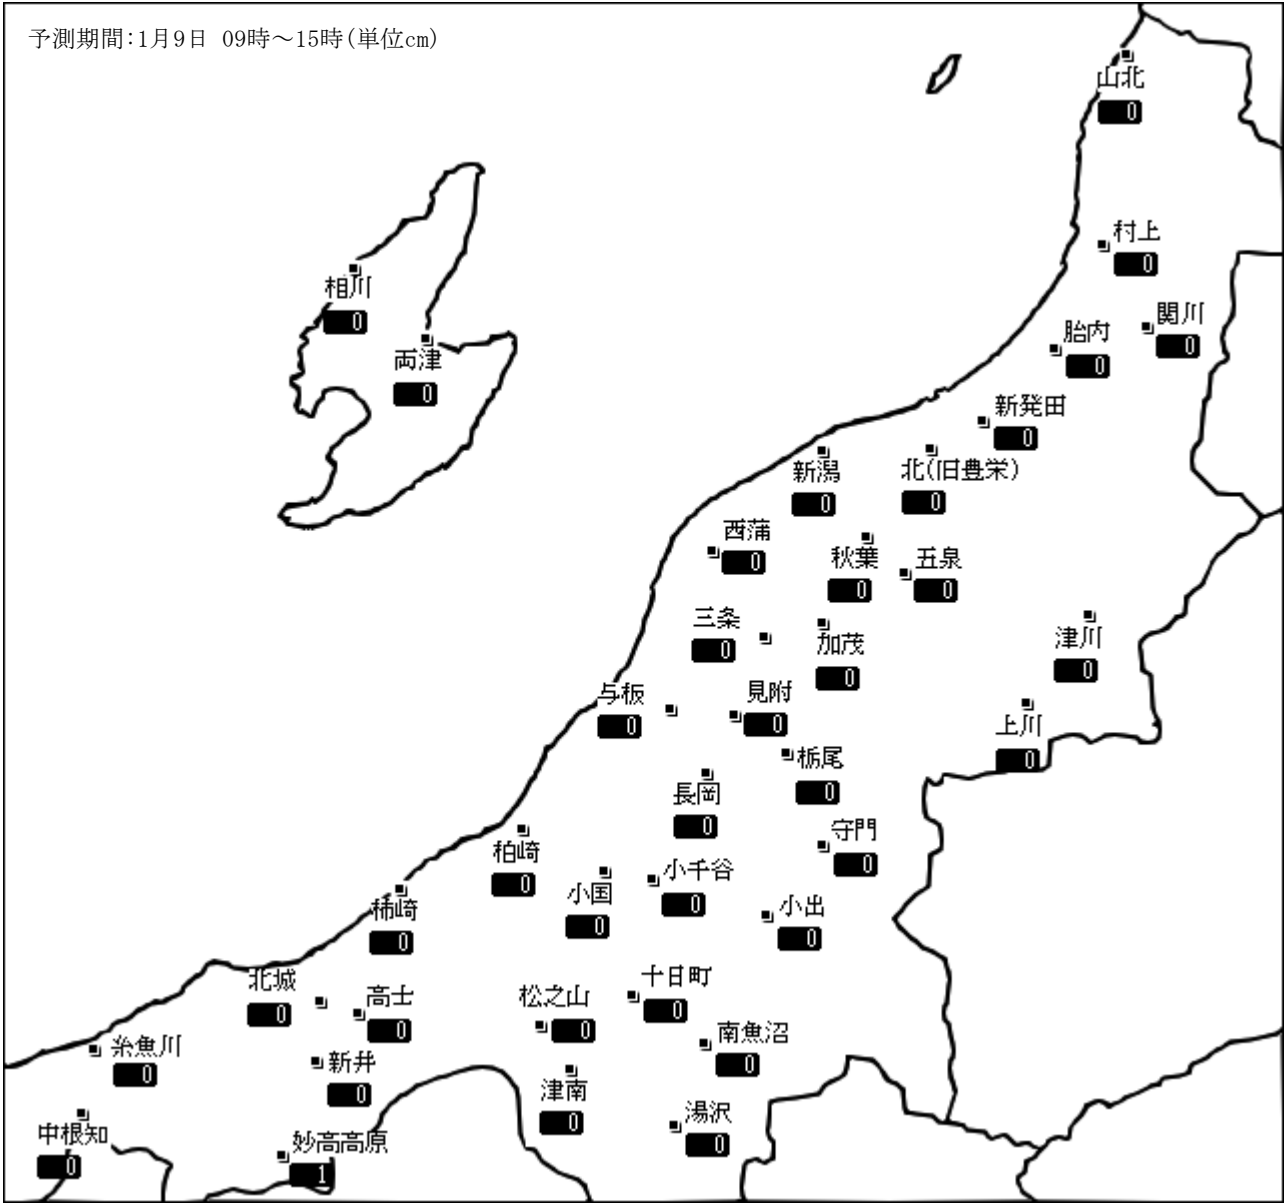 予測期間:1月9日 09時～15時(単位cm)
山北
0
村上
0
相川
0
関川
0
胎内
0
両津
0
新発田
0
新潟
0
北(旧豊栄)
0
西蒲
0
秋葉
0
五泉
0
三条
0
加茂
0
津川
0
与板
0
見附
0
上川
0
栃尾
0
長岡
0
守門
0
柏崎
0
小国
0
小千谷
0
小出
0
柿崎
0
北城
0
高士
0
松之山
0
十日町
0
南魚沼
0
糸魚川
0
新井
0
津南
0
湯沢
0
中根知
0
妙高高原
1